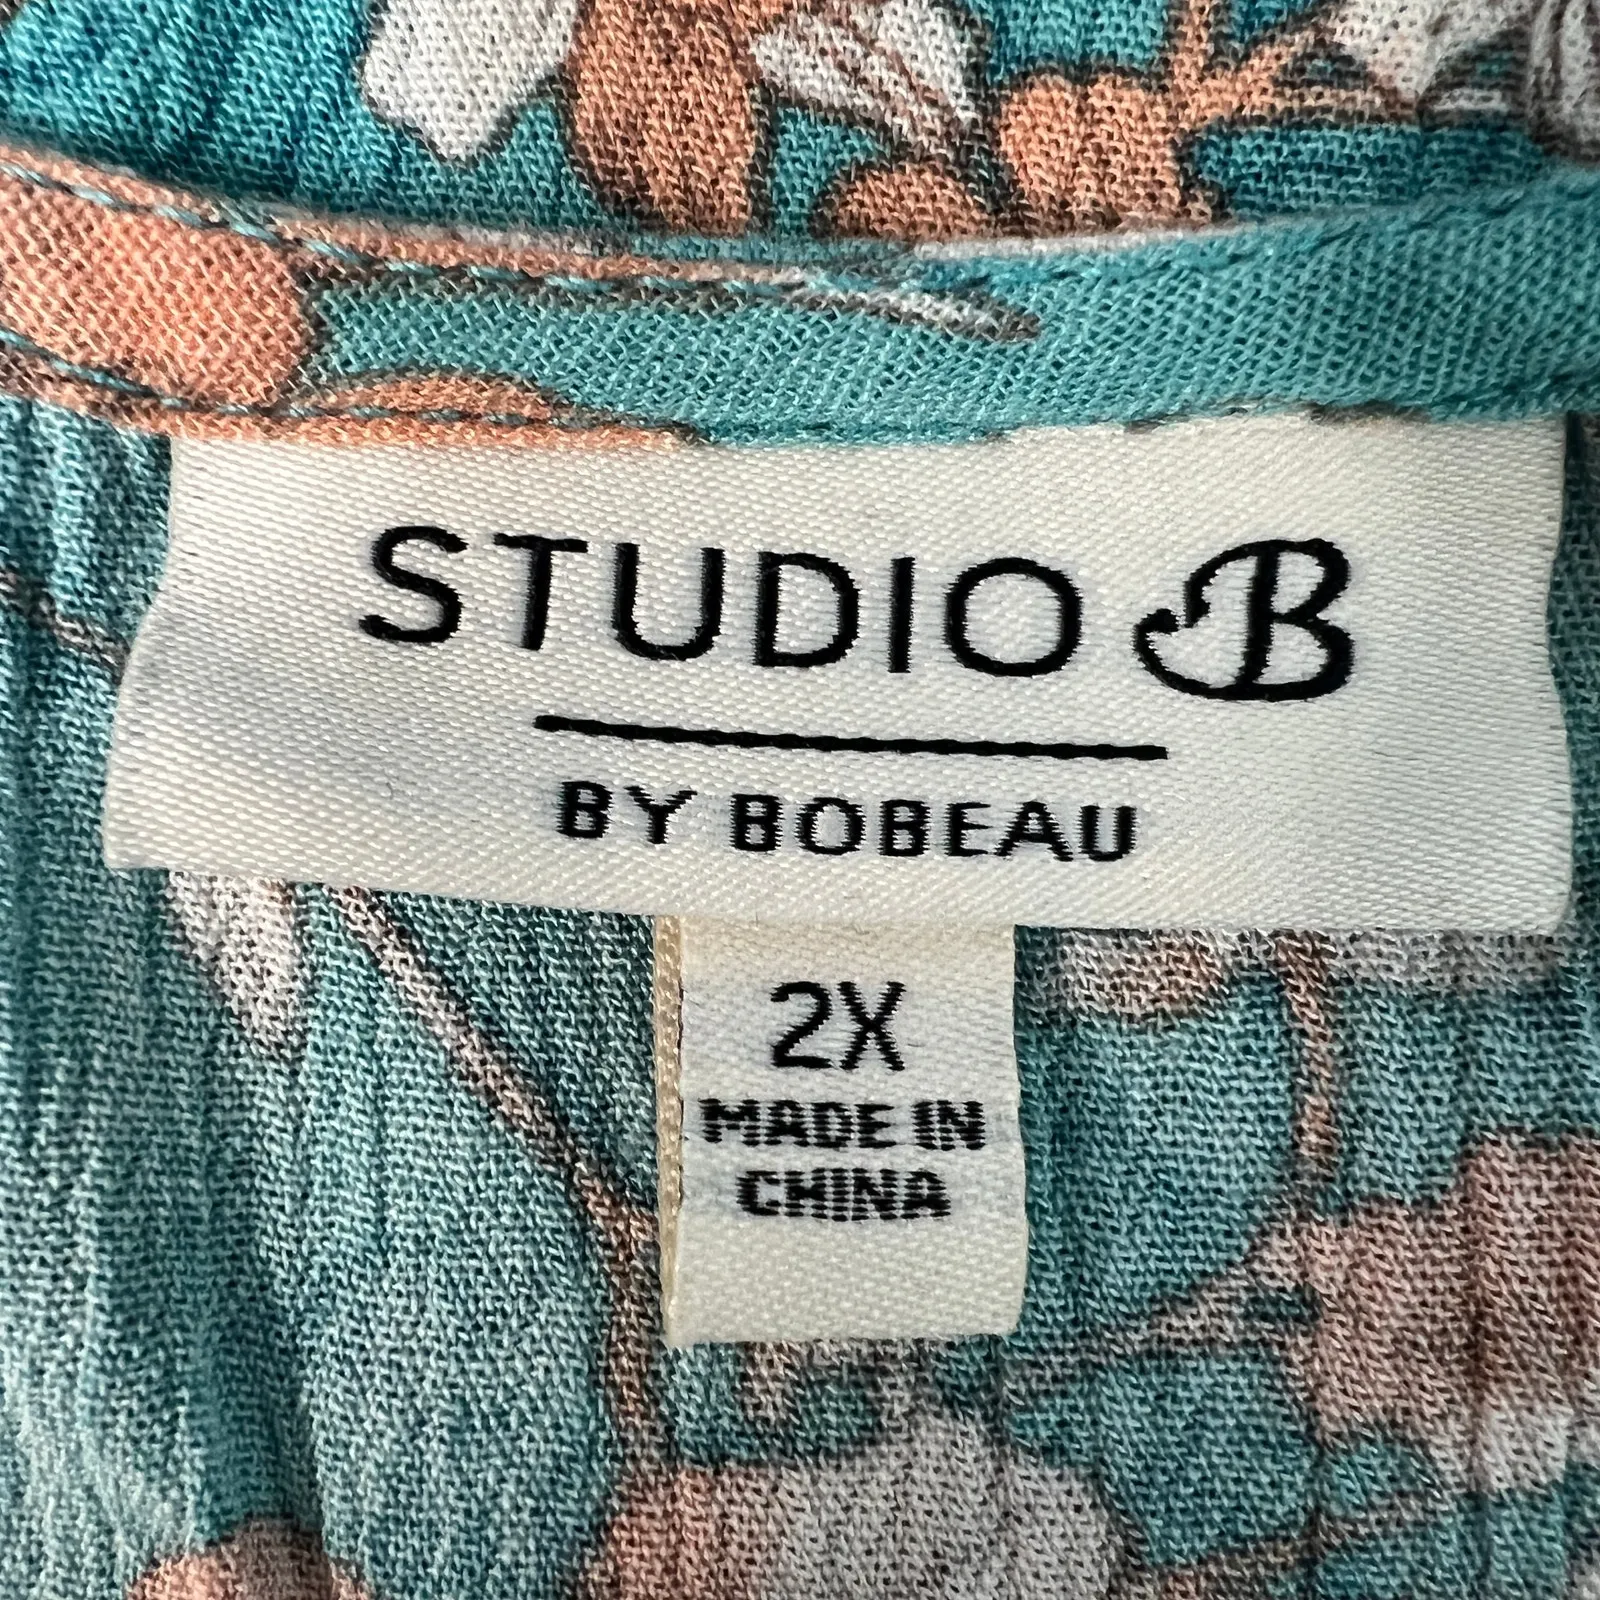 STUDIO B
BY BOBEAU
2X
MADE IN
CHINA